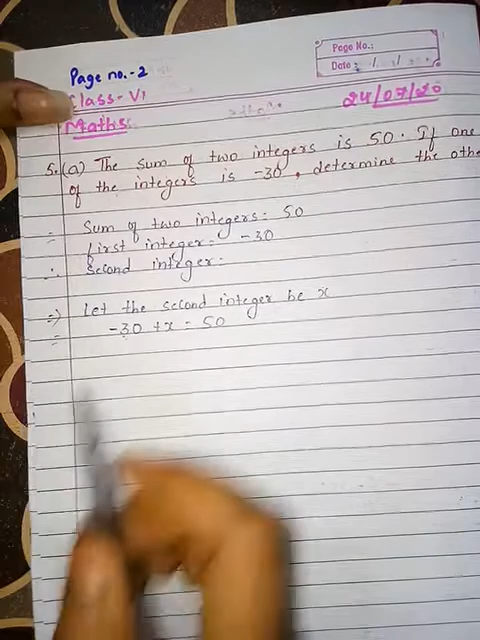 Page No.:
Date: / /
Page no.-2
Class- VI
24/07/20
Maths
5. (a) The sum of two integers is 50. If one
of the integers is -30, determine the othe
= Sum of two integers = 50
first integer = -30
∴ Second integer =
=> Let the second integer be x
= -30 + x = 50